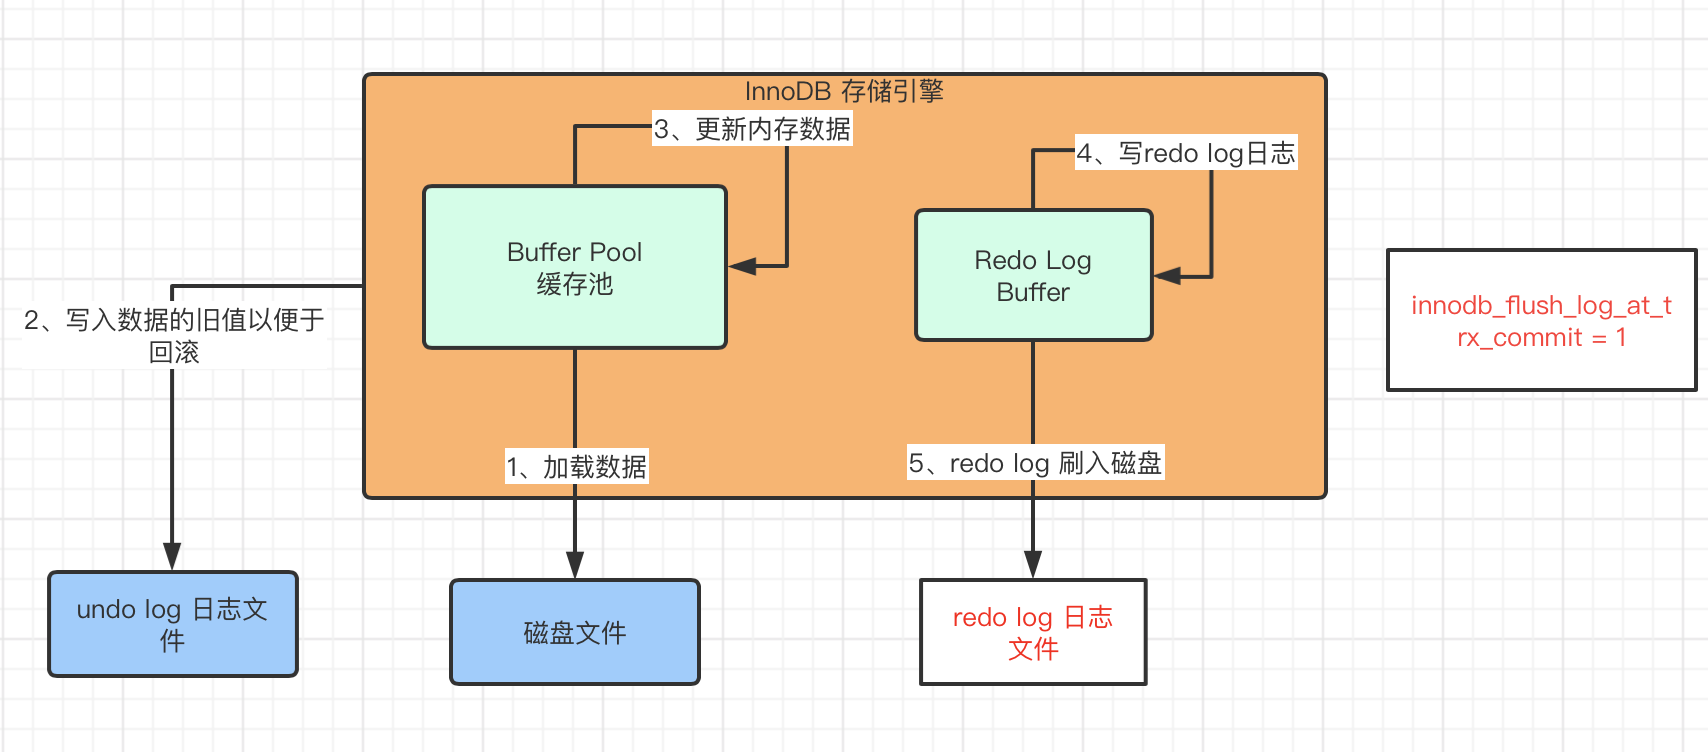 InnoDB 存储引擎
3、更新内存数据
4、写redo log日志
Buffer Pool
缓存池
Redo Log
Buffer
innodb_flush_log_at_t
rx_commit = 1
2、写入数据的旧值以便于
回滚
1、加载数据
5、redo log 刷入磁盘
undo log 日志文
件
磁盘文件
redo log 日志
文件